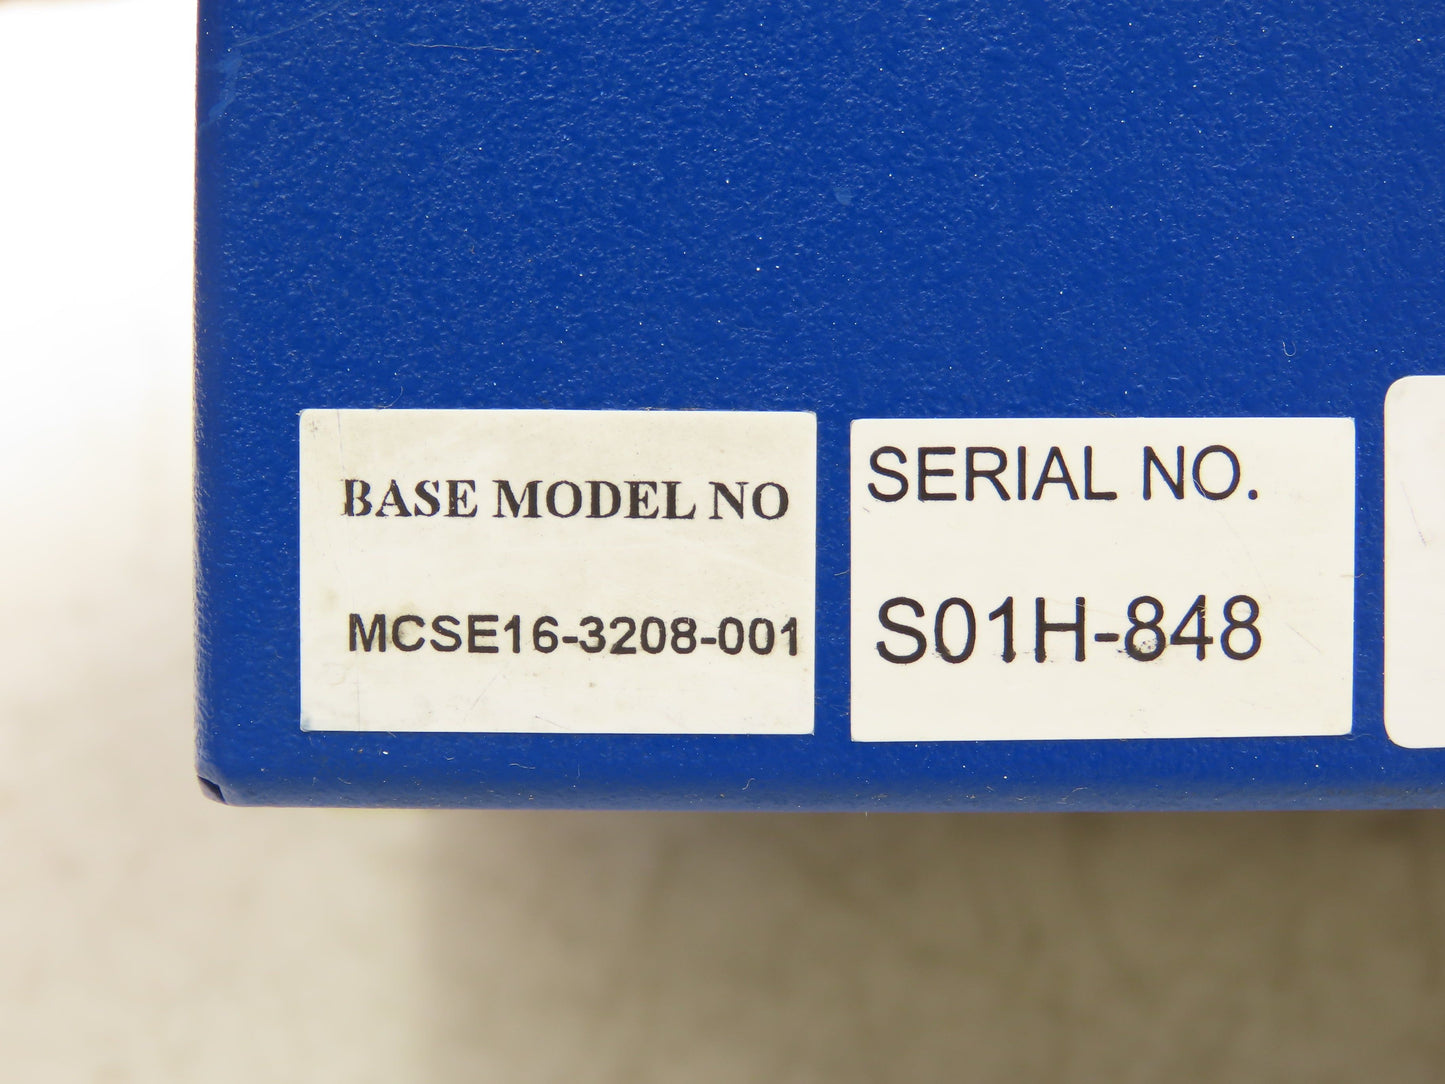 BASE MODEL NO
MCSE16-3208-001
SERIAL NO.
S01H-848